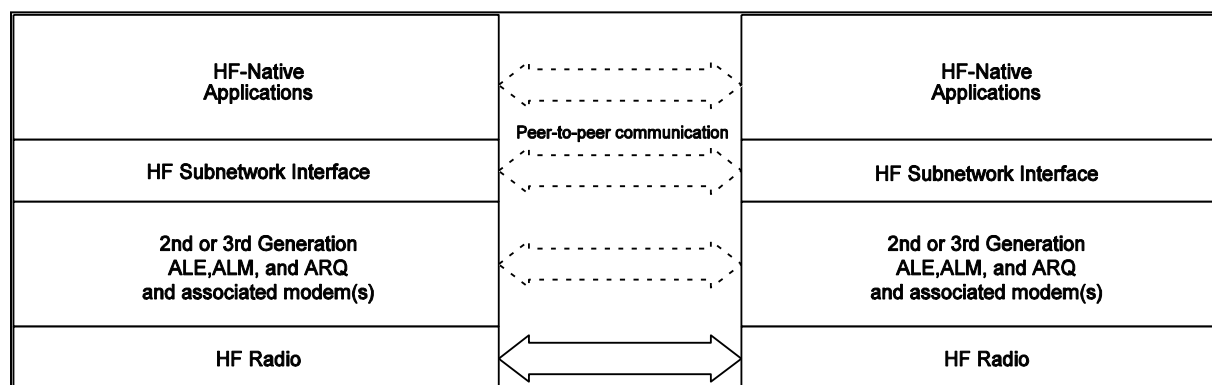 HF-Native
Applications
HF Subnetwork Interface
2nd or 3rd Generation
ALE,ALM, and ARQ
and associated modem(s)
HF Radio
Peer-to-peer communication
HF-Native
Applications
HF Subnetwork Interface
2nd or 3rd Generation
ALE,ALM, and ARQ
and associated modem(s)
HF Radio